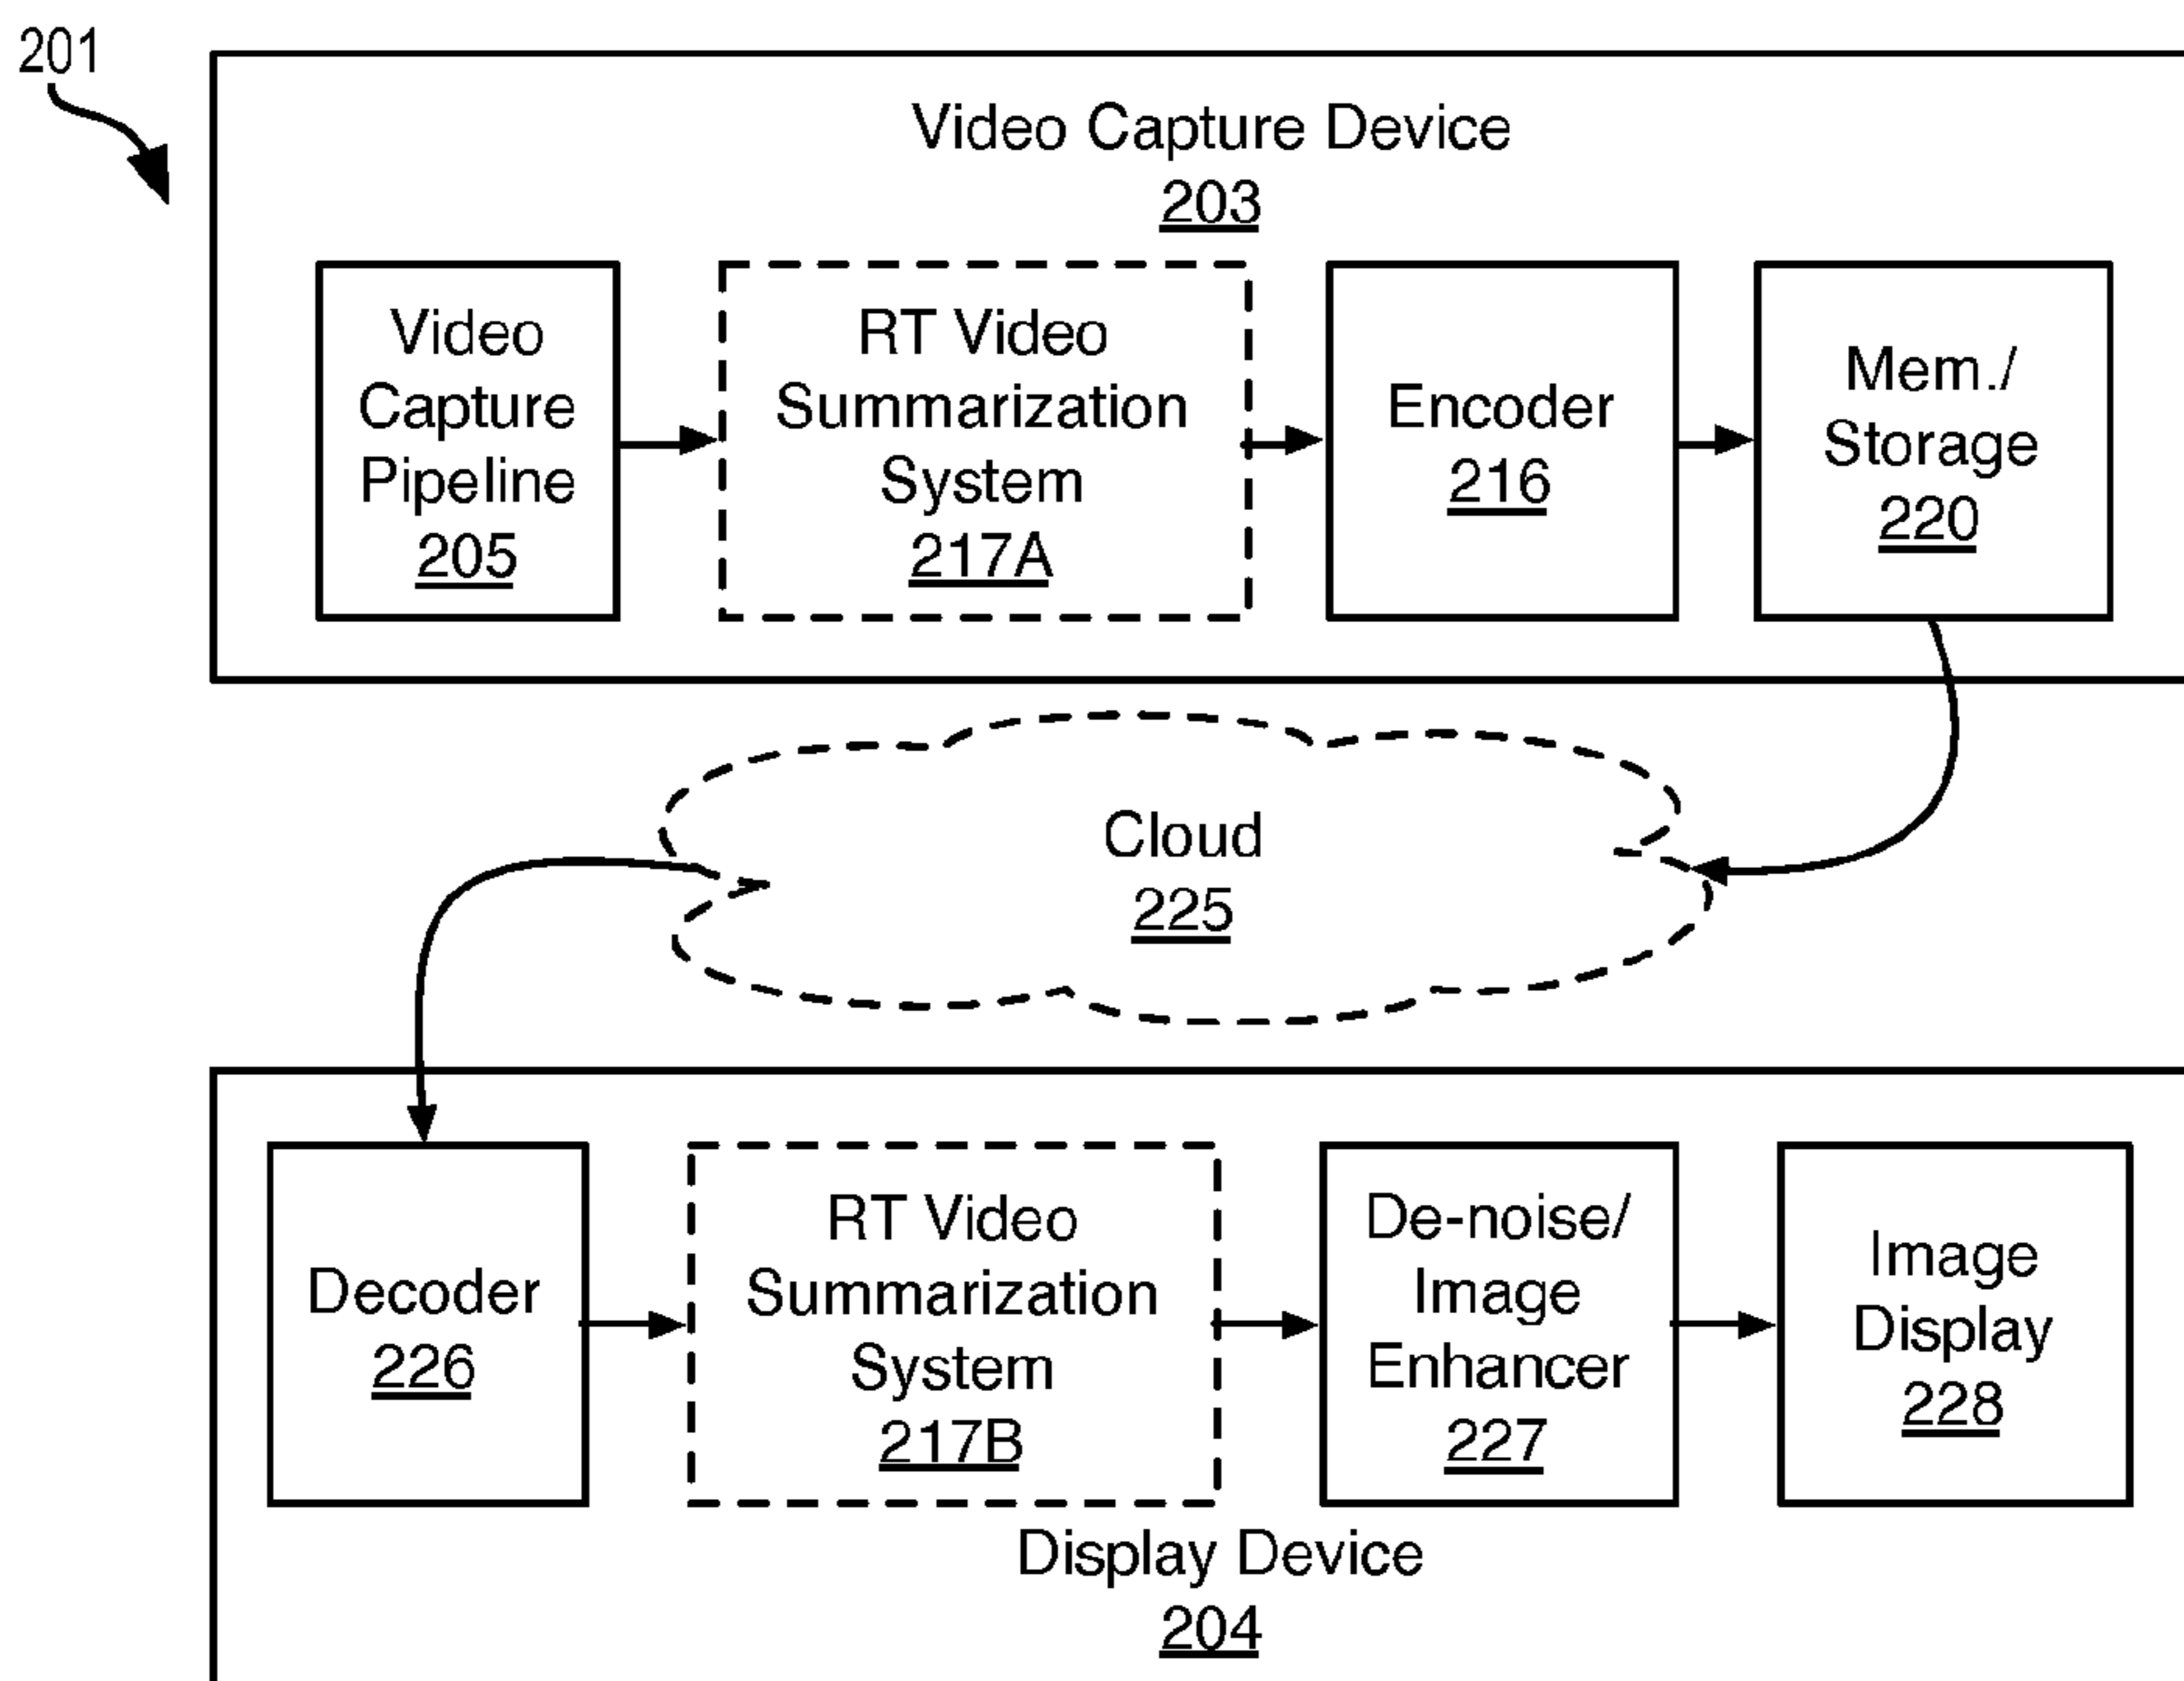 201
Video Capture Device
203
Video
Capture
Pipeline
205
RT Video
Summarization
System
217A
Encoder
216
Mem./
Storage
220
Cloud
225
Decoder
226
RT Video
Summarization
System
217B
De-noise/
Image
Enhancer
227
Image
Display
228
Display Device
204